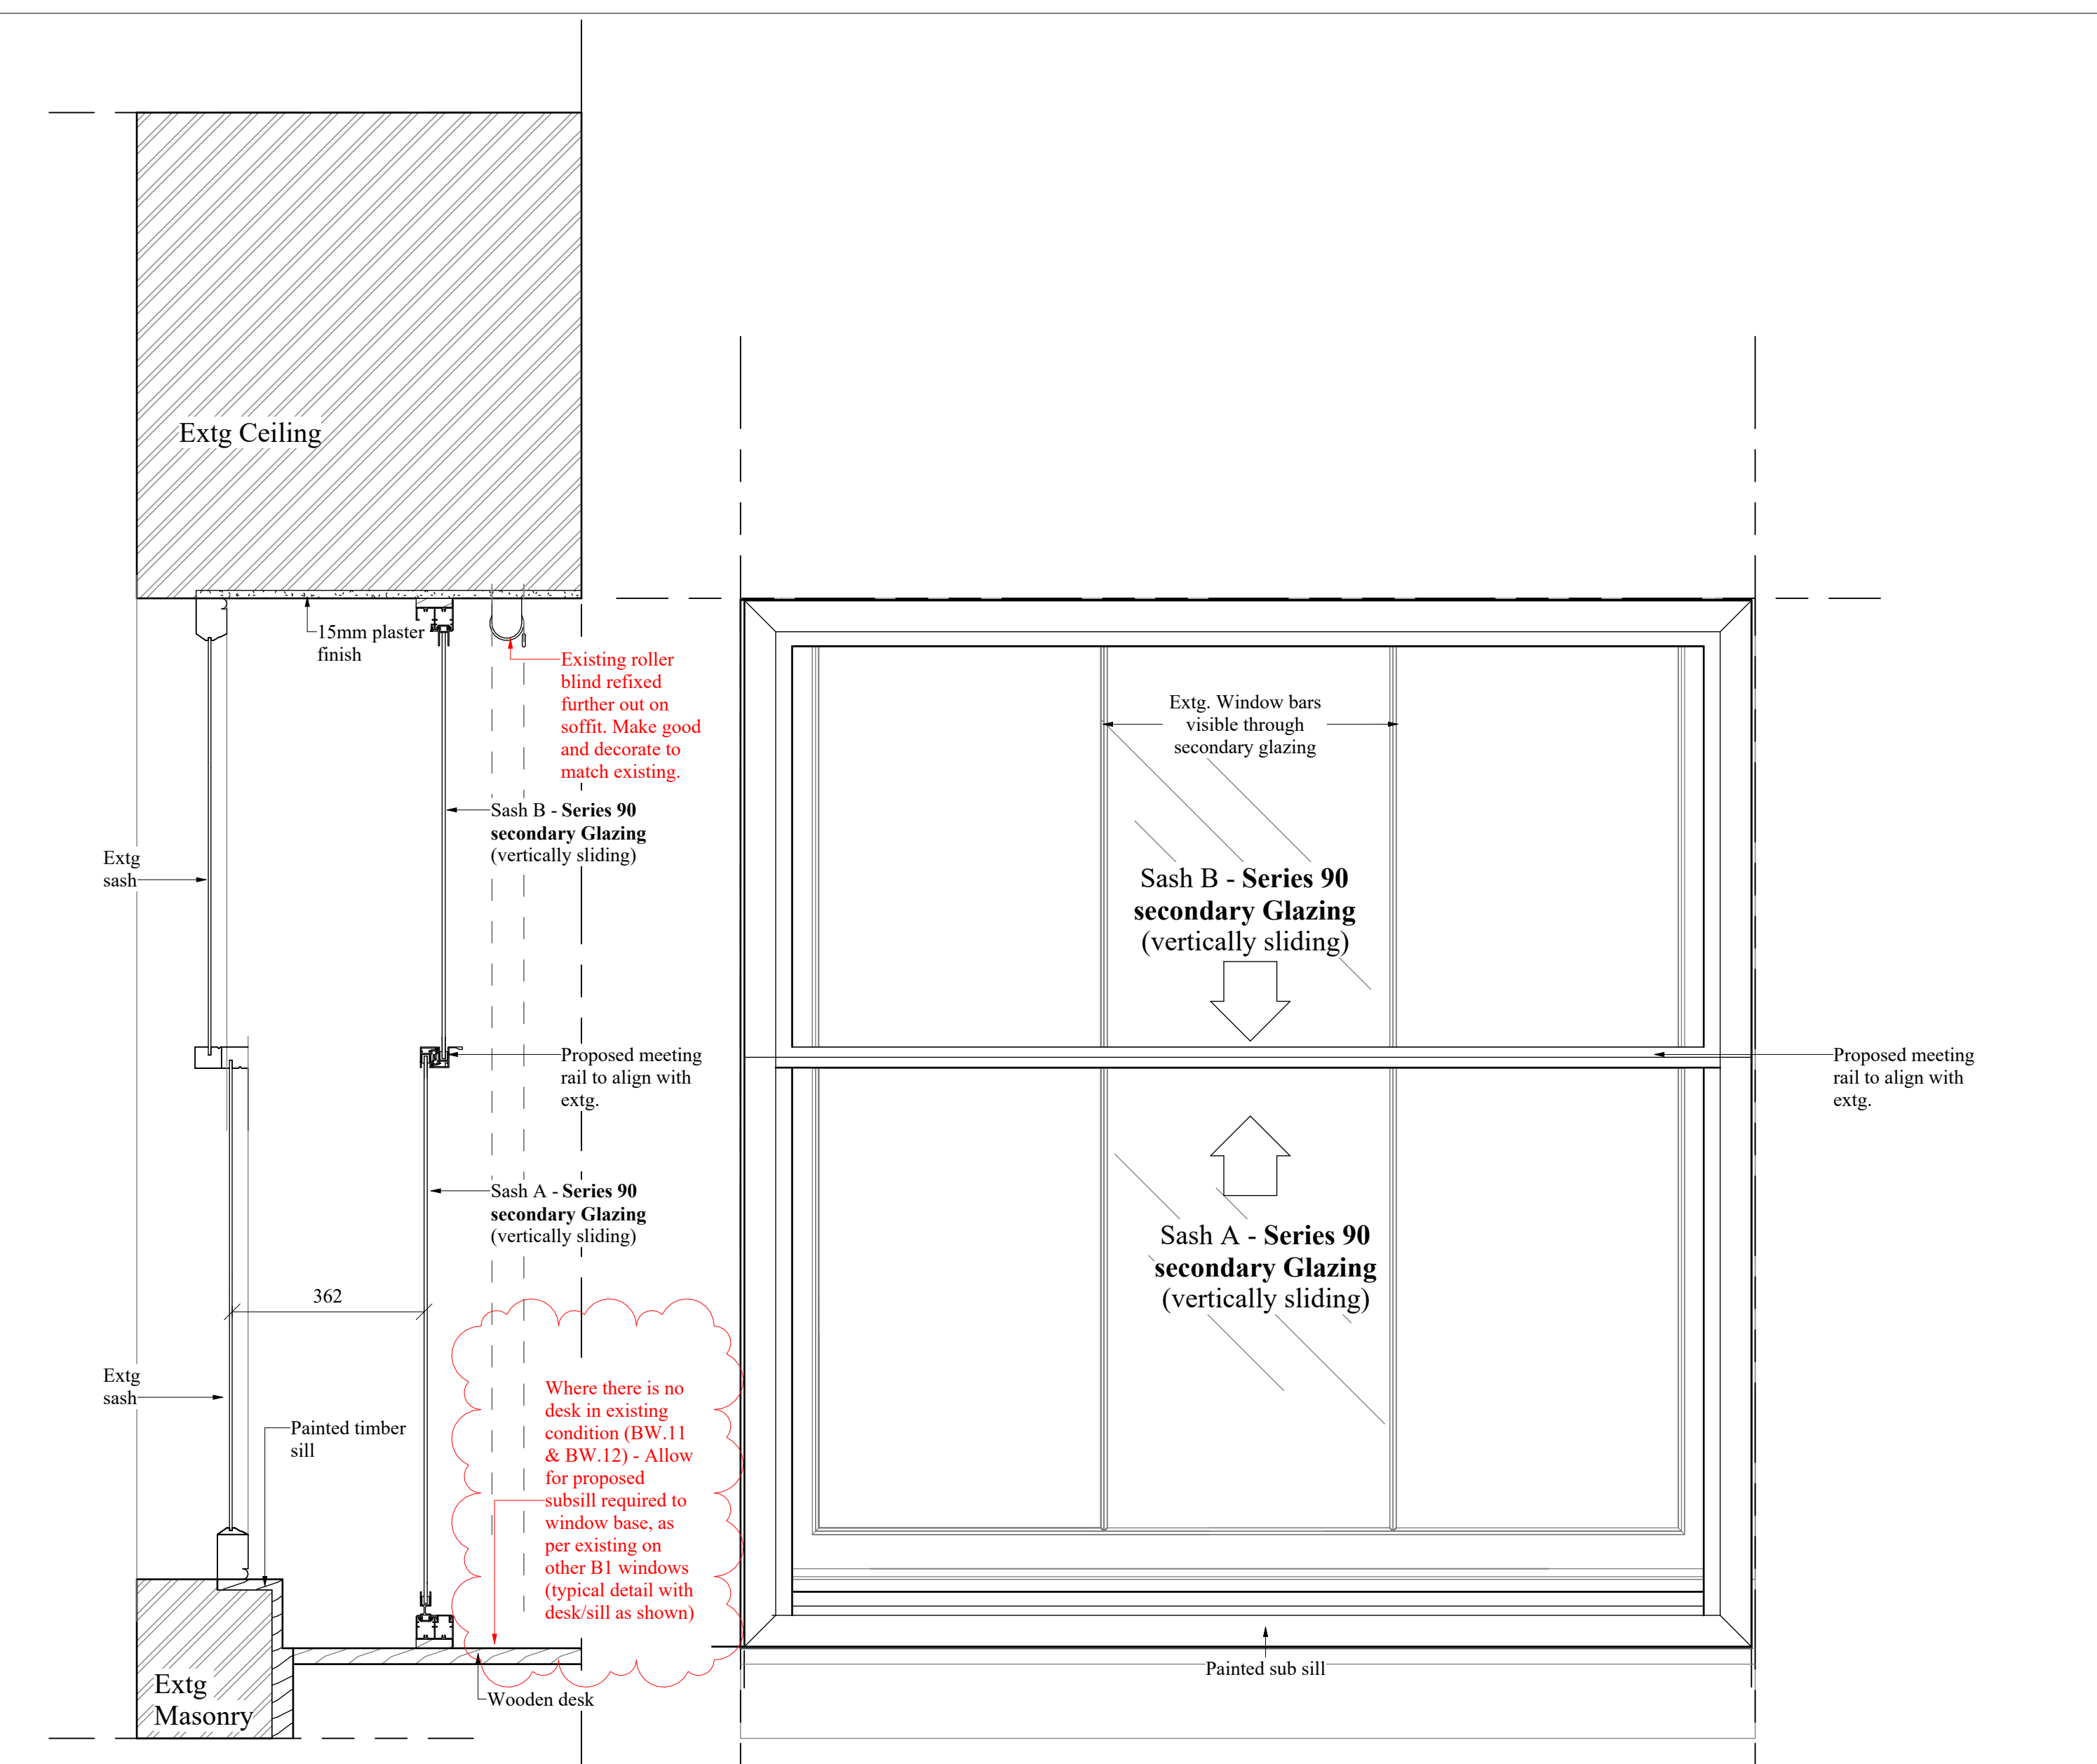 Extg Ceiling
15mm plaster
finish
Existing roller
blind refixed
further out on
soffit. Make good
and decorate to
match existing.
Sash B - Series 90
secondary Glazing
(vertically sliding)
Extg
sash
Proposed meeting
rail to align with
extg.
Sash A - Series 90
secondary Glazing
(vertically sliding)
362
Extg
sash
Painted timber
sill
Where there is no
desk in existing
condition (BW.11
& BW.12) - Allow
for proposed
subsill required to
window base, as
per existing on
other B1 windows
(typical detail with
desk/sill as shown)
Extg
Masonry
Wooden desk
Extg. Window bars
visible through
secondary glazing
Sash B - Series 90
secondary Glazing
(vertically sliding)
Proposed meeting
rail to align with
extg.
Sash A - Series 90
secondary Glazing
(vertically sliding)
Painted sub sill